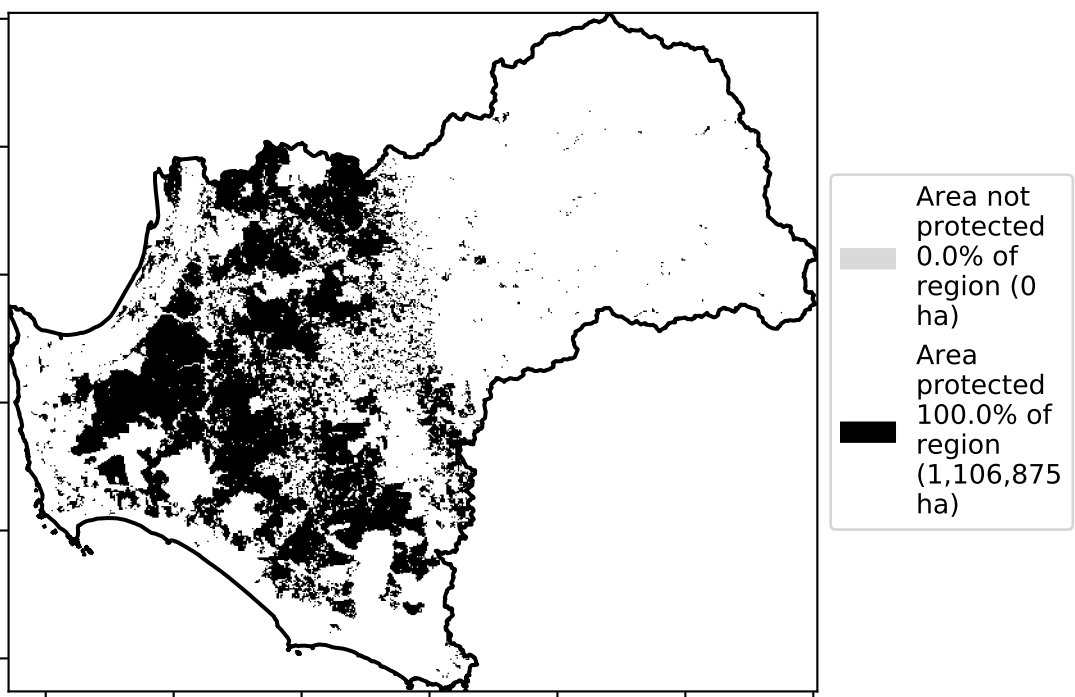 Area not
protected
0.0% of
region (0
ha)
Area
protected
100.0% of
region
(1,106,875
ha)